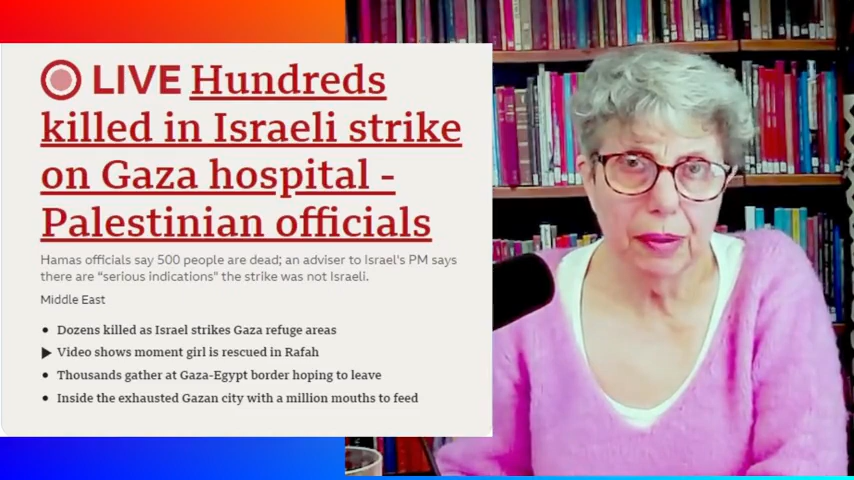 LIVE Hundreds
killed in Israeli strike
on Gaza hospital -
Palestinian officials
Hamas officials say 500 people are dead; an adviser to Israel's PM says
there are "serious indications" the strike was not Israeli.
Middle East
Dozens killed as Israel strikes Gaza refuge areas
Video shows moment girl is rescued in Rafah
Thousands gather at Gaza-Egypt border hoping to leave
Inside the exhausted Gazan city with a million mouths to feed